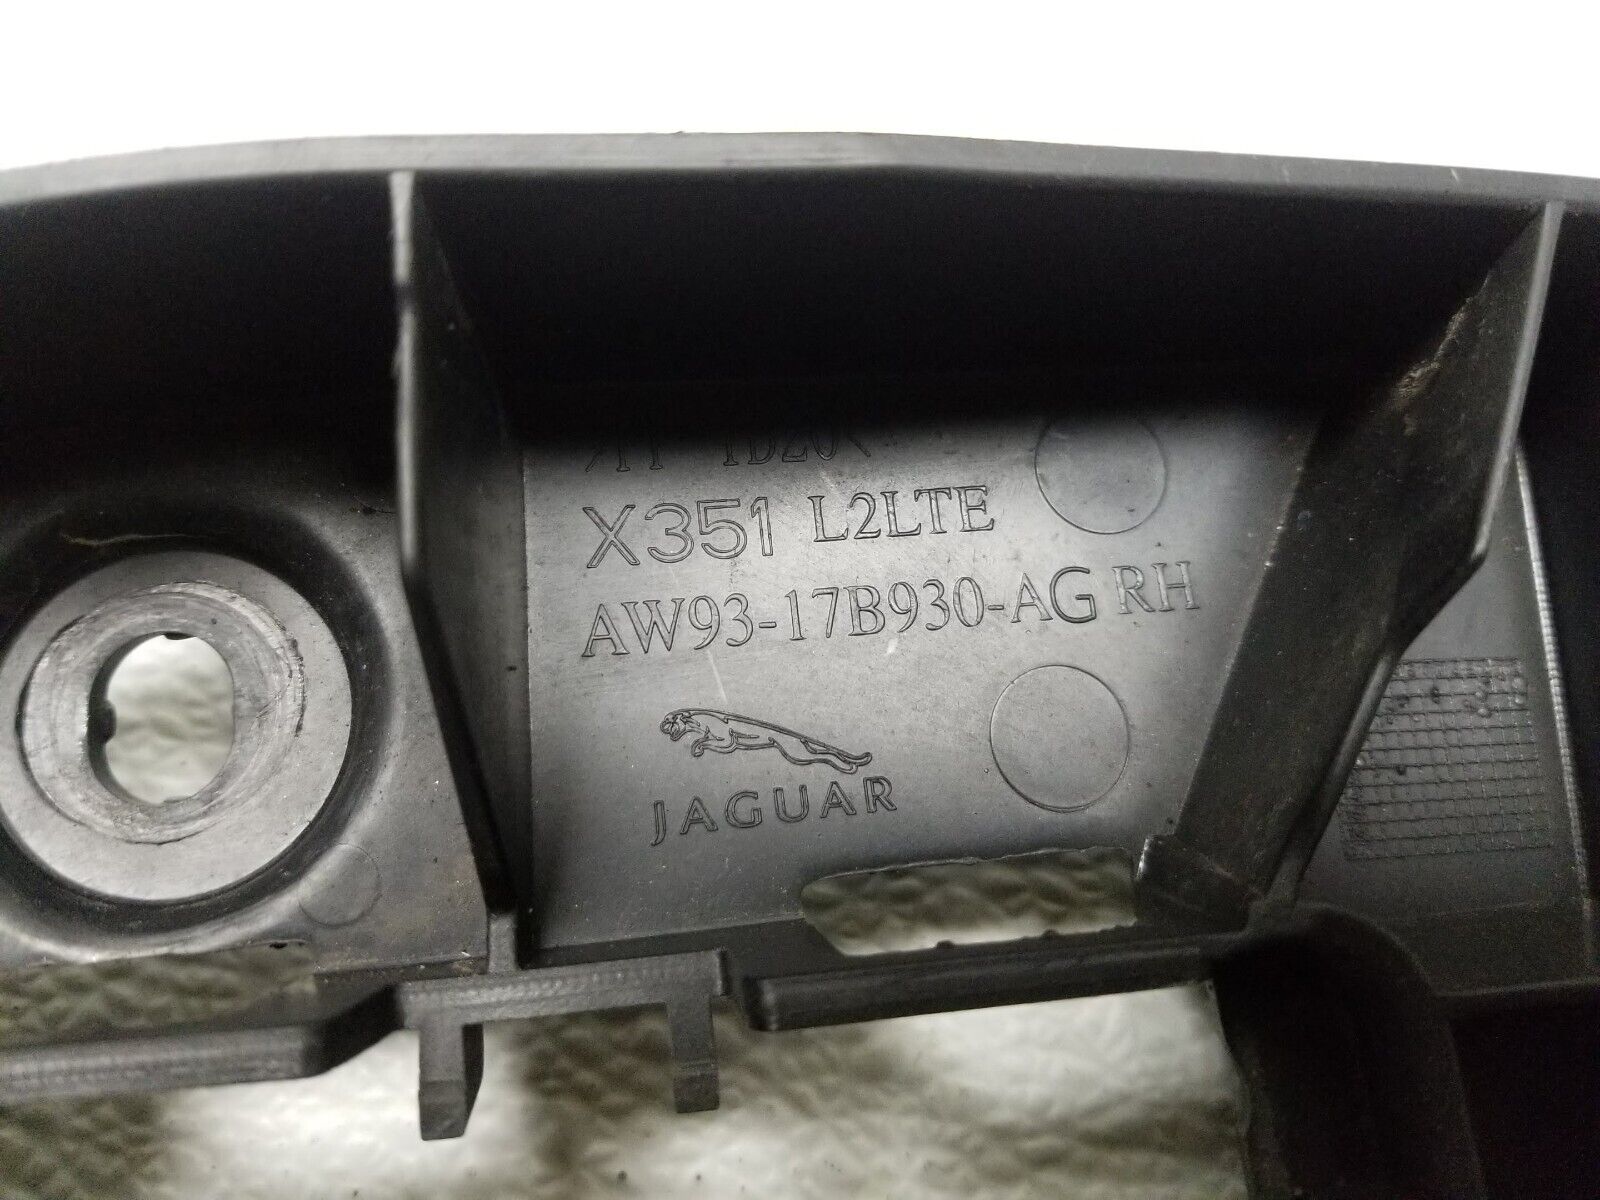 X351 L2LTE
AW93-17B930-AG RH
JAGUAR